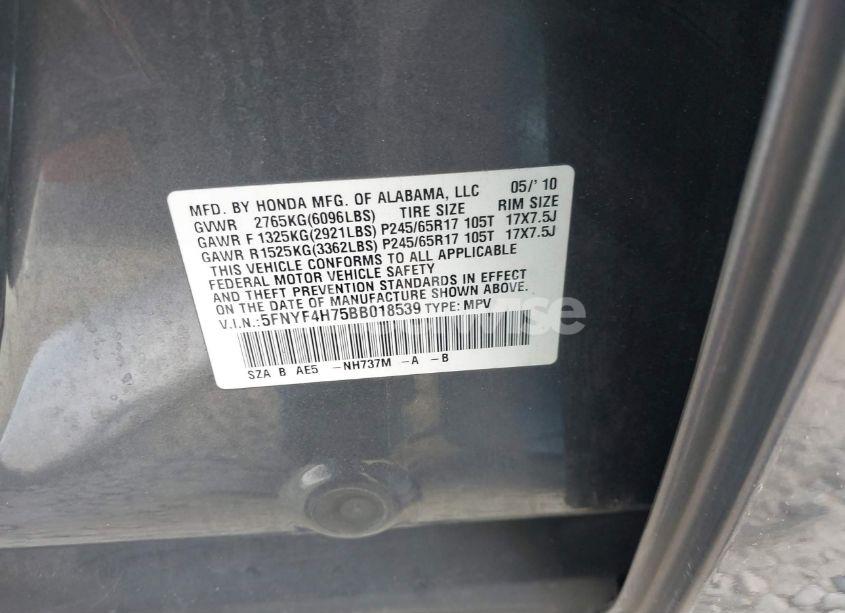 MFD. BY HONDA MFG. OF ALABAMA, LLC 05/'10
GVWR 2765KG(6096LBS) TIRE SIZE RIM SIZE
GAWR F 1325KG(2921LBS) P245/65R17 105T 17X7.5J
GAWR R1525KG(3362LBS) P245/65R17 105T 17X7.5J
THIS VEHICLE CONFORMS TO ALL APPLICABLE
FEDERAL MOTOR VEHICLE SAFETY
AND THEFT PREVENTION STANDARDS IN EFFECT
ON THE DATE OF MANUFACTURE SHOWN ABOVE.
V.I.N.:5FNYF4H75BB018539 TYPE: MPV
SZA B AE5 -NH737M -A -B